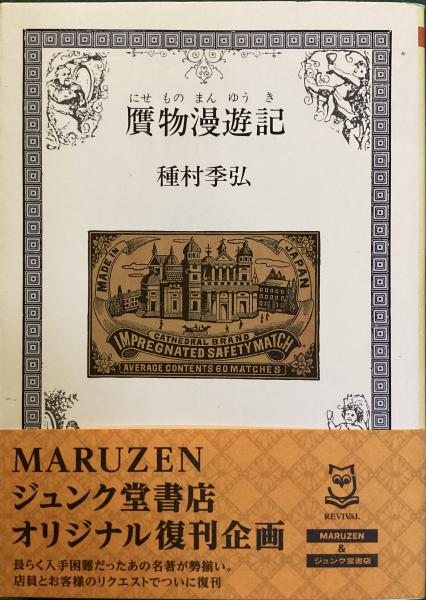 にせ もの まん ゆう き
贋物漫遊記
種村季弘
MADE IN JAPAN
CATHEDRAL BRAND
IMPREGNATED SAFETY MATCH
AVERAGE CONTENTS 60 MATCHES
MARUZEN
ジュンク堂書店
オリジナル復刊企画
長らく入手困難だったあの名著が勢揃い。
店員とお客様のリクエストでついに復刊
REVIVAL
MARUZEN
&
ジュンク堂書店